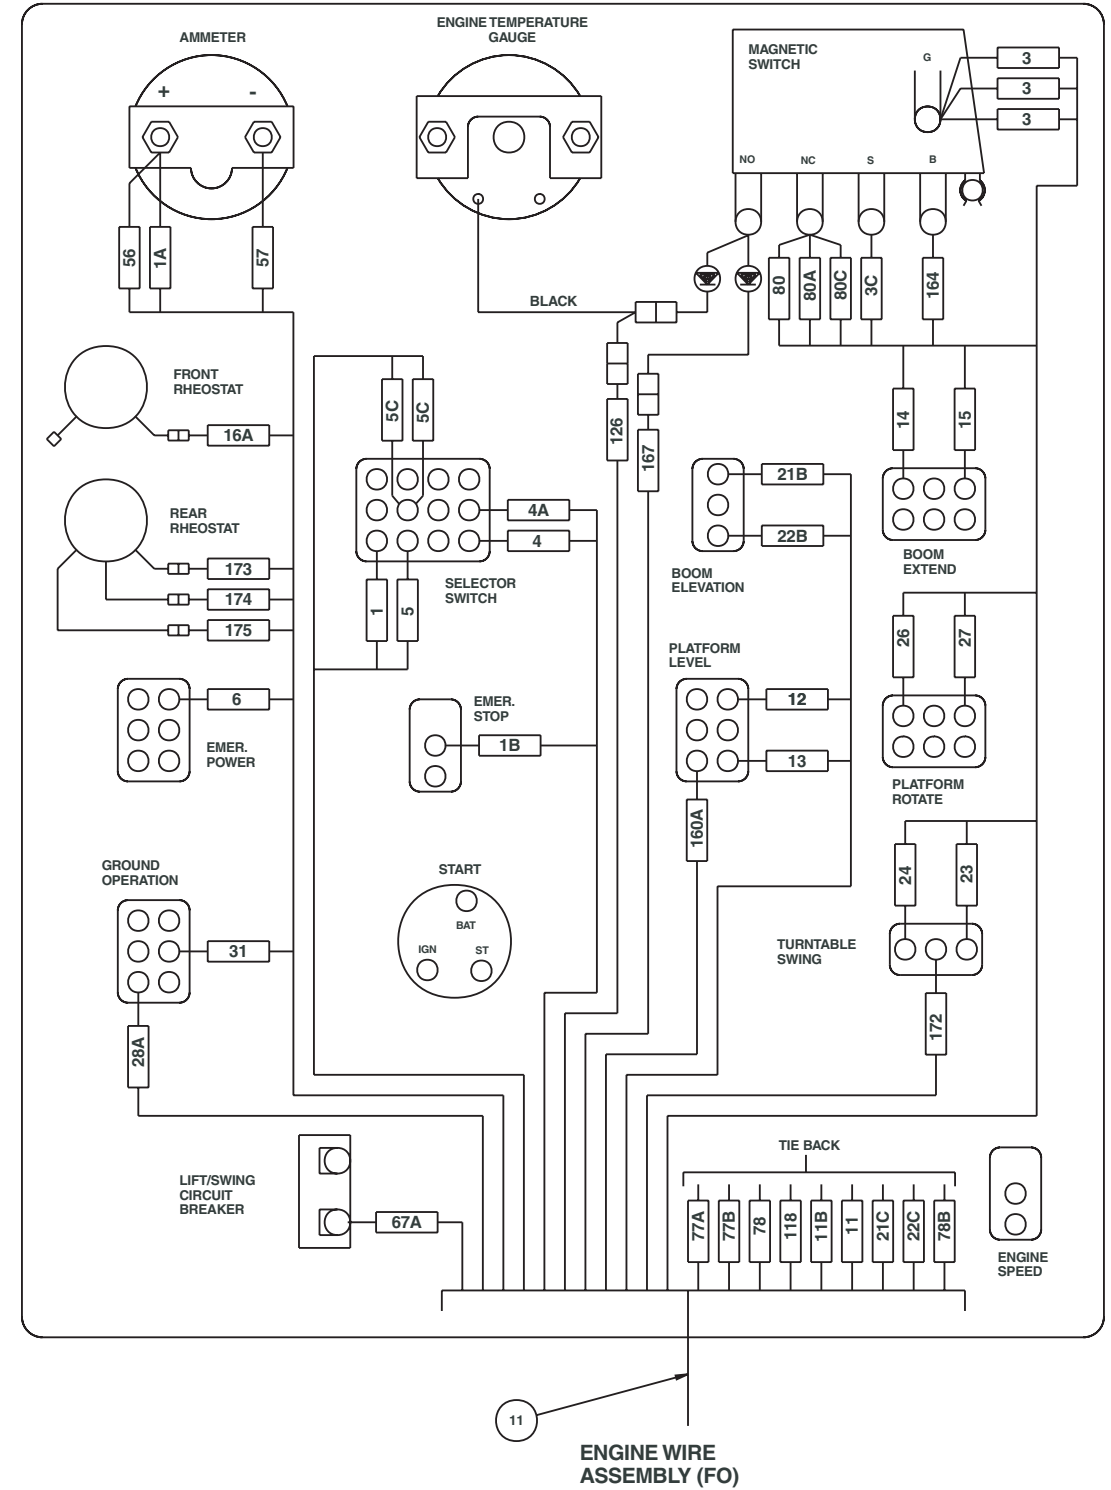 AMMETER
+ -
ENGINE TEMPERATURE
GAUGE
MAGNETIC
SWITCH
G
3
3
3
NO NC S B
56
1A
57
80
80A
80C
3C
164
BLACK
FRONT
RHEOSTAT
16A
5C
5C
126
167
14
15
REAR
RHEOSTAT
173
174
175
4A
4
SELECTOR
SWITCH
1
5
21B
22B
BOOM
ELEVATION
BOOM
EXTEND
26
27
6
EMER.
POWER
EMER.
STOP
1B
PLATFORM
LEVEL
12
13
160A
PLATFORM
ROTATE
24
23
GROUND
OPERATION
31
28A
START
BAT
IGN
ST
TURNTABLE
SWING
172
LIFT/SWING
CIRCUIT
BREAKER
67A
TIE BACK
77A
77B
78
118
11B
11
21C
22C
78B
ENGINE
SPEED
11
ENGINE WIRE
ASSEMBLY (FO)